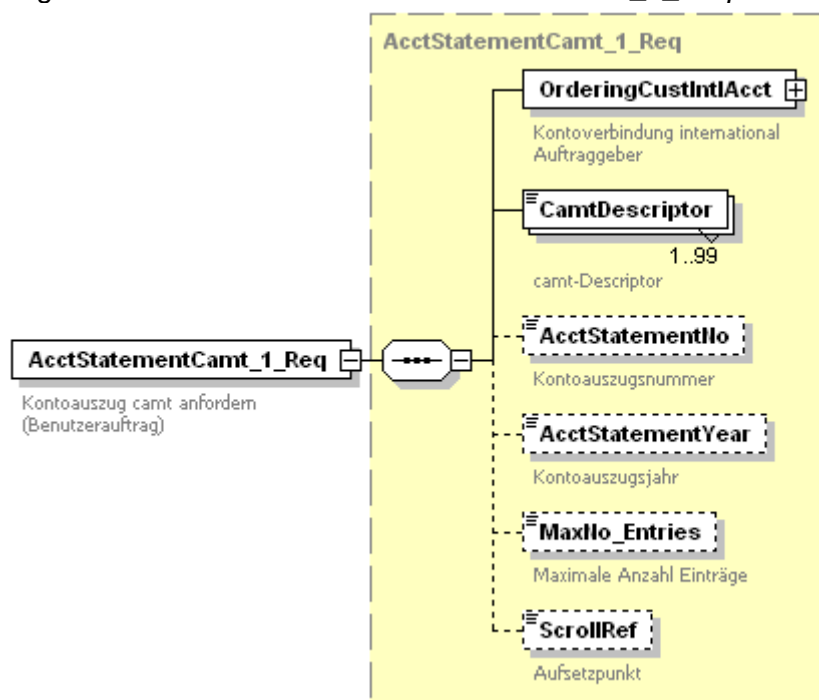 AcctStatementCamt_1_Req
OrderingCustIntlAcct
Kontoverbindung international
Auftraggeber
CamtDescriptor
1..99
camt-Descriptor
AcctStatementNo
Kontoauszugsnummer
AcctStatementCamt_1_Req
Kontoauszug camt anfordern
(Benutzerauftrag)
AcctStatementYear
Kontoauszugsjahr
MaxNo_Entries
Maximale Anzahl Einträge
ScrollRef
Aufsetzpunkt